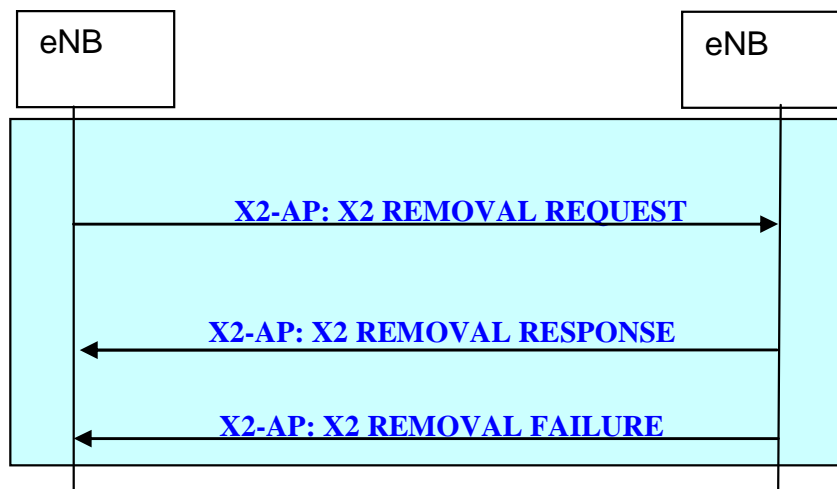 eNB
eNB
X2-AP: X2 REMOVAL REQUEST
X2-AP: X2 REMOVAL RESPONSE
X2-AP: X2 REMOVAL FAILURE